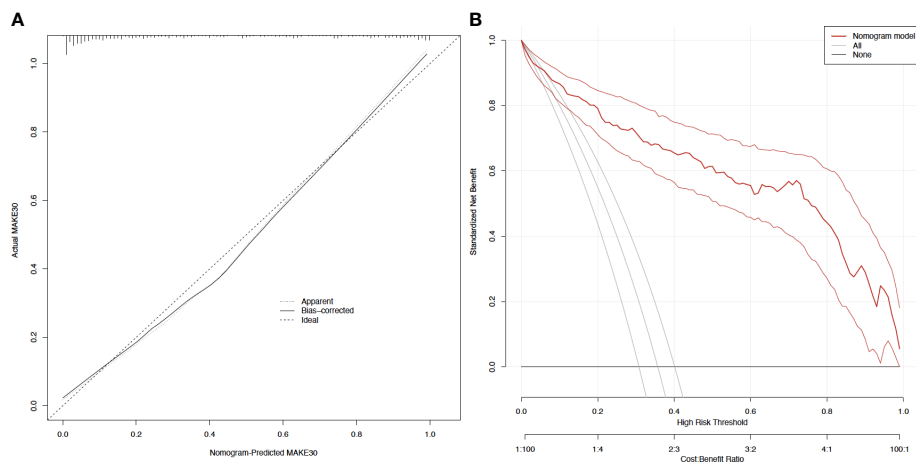 A
Actual MAKE30
1.0
0.8
0.6
0.4
0.2
0.0
Apparent
Bias−corrected
Ideal
0.0 0.2 0.4 0.6 0.8 1.0
Nomogram-Predicted MAKE30
B
Nomogram model
All
None
Standardized Net Benefit
1.0
0.8
0.6
0.4
0.2
0.0
0.0 0.2 0.4 0.6 0.8 1.0
High Risk Threshold
1:100 1:4 2:3 3:2 4:1 100:1
Cost:Benefit Ratio